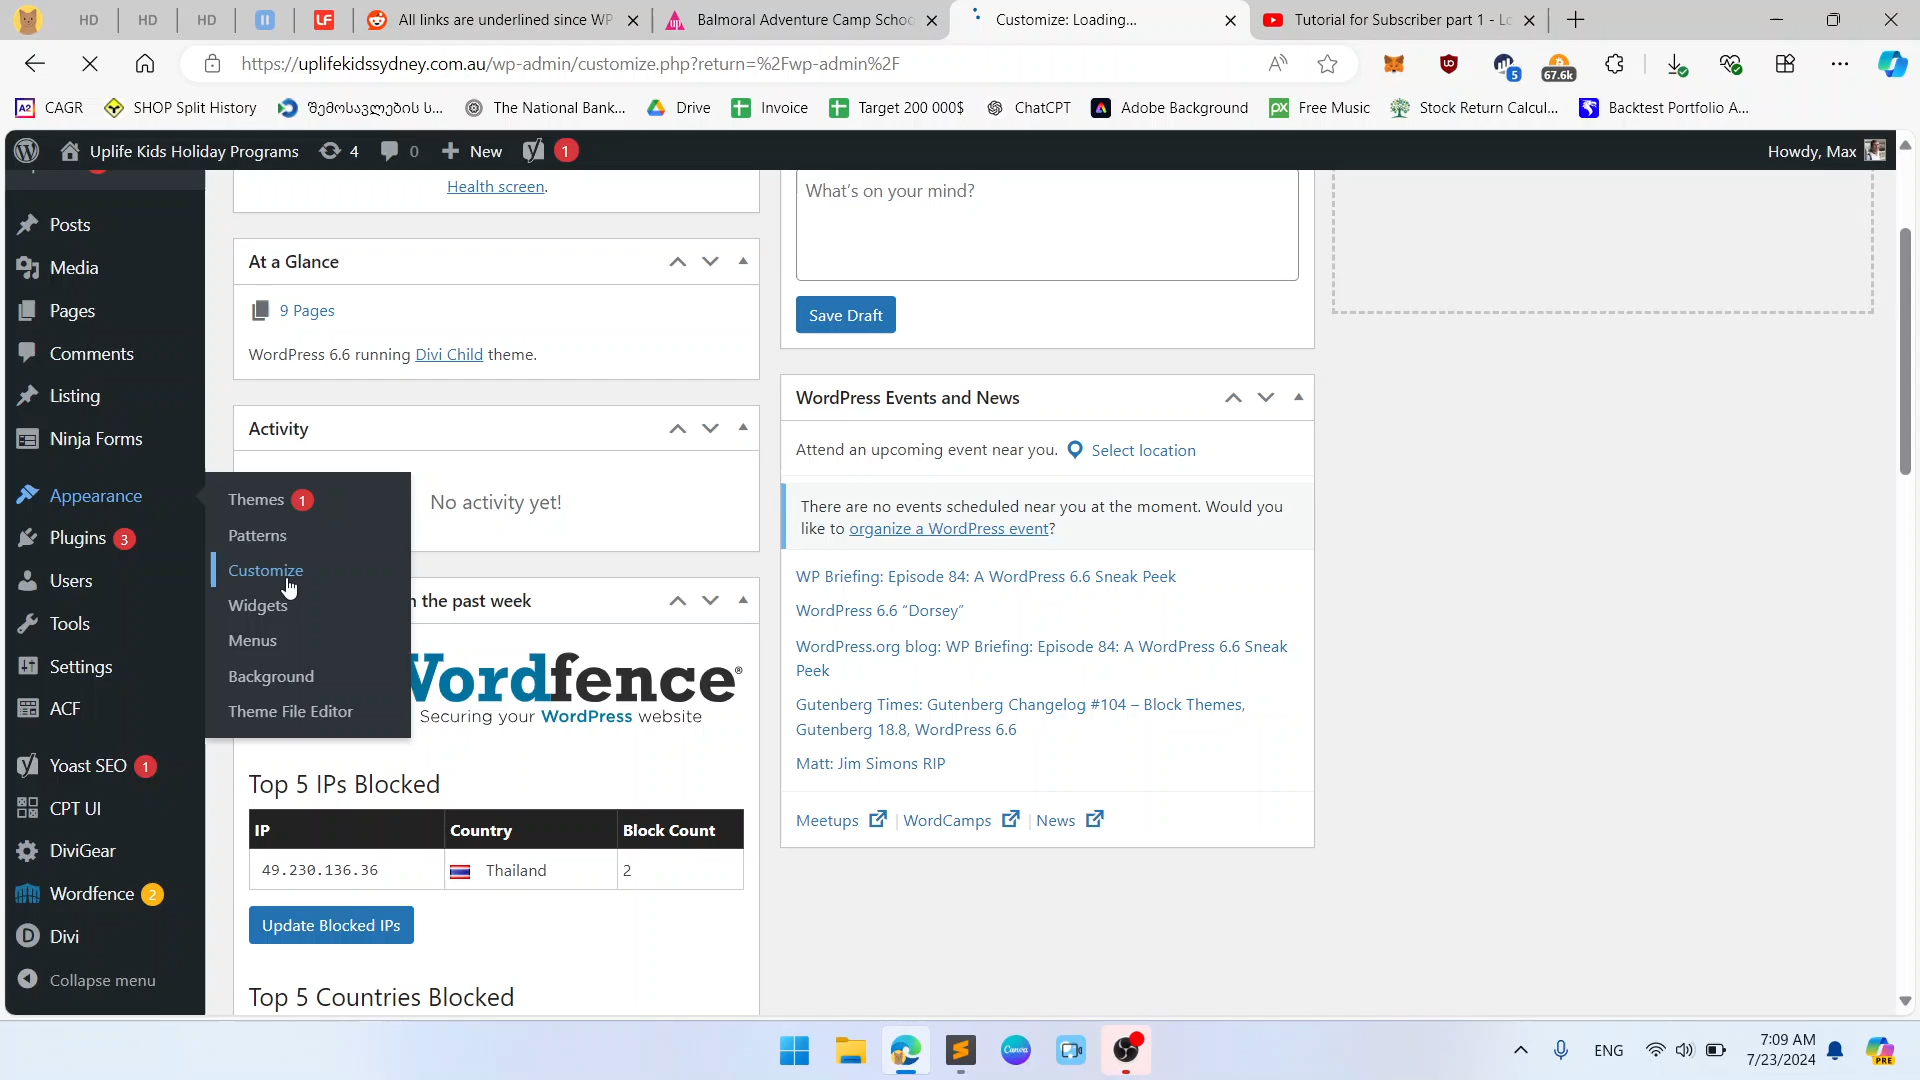 HD
HD
HD
LF
All links are underlined since WP
Balmoral Adventure Camp Schoo
Customize: Loading...
Tutorial for Subscriber part 1 - Lo
https://uplifekidssydney.com.au/wp-admin/customize.php?return=%2Fwp-admin%2F
5
67.6k
A2 CAGR
SHOP Split History
შემოსავლების ს...
The National Bank...
Drive
Invoice
Target 200 000$
ChatCPT
Adobe Background
px Free Music
Stock Return Calcul...
Backtest Portfolio A...
Uplife Kids Holiday Programs
4
0
New
1
Howdy, Max
Posts
Media
Pages
Comments
Listing
Ninja Forms
Appearance
Plugins 3
Users
Tools
Settings
ACF
Yoast SEO 1
CPT UI
DiviGear
Wordfence 2
D Divi
Collapse menu
Themes 1
Patterns
Customize
Widgets
Menus
Background
Theme File Editor
Health screen.
At a Glance
9 Pages
WordPress 6.6 running Divi Child theme.
Activity
No activity yet!
the past week
Wordfence®
Securing your WordPress website
Top 5 IPs Blocked
IP Country Block Count
49.230.136.36 Thailand 2
Update Blocked IPs
Top 5 Countries Blocked
What's on your mind?
Save Draft
WordPress Events and News
Attend an upcoming event near you. Select location
There are no events scheduled near you at the moment. Would you
like to organize a WordPress event?
WP Briefing: Episode 84: A WordPress 6.6 Sneak Peek
WordPress 6.6 “Dorsey”
WordPress.org blog: WP Briefing: Episode 84: A WordPress 6.6 Sneak
Peek
Gutenberg Times: Gutenberg Changelog #104 – Block Themes,
Gutenberg 18.8, WordPress 6.6
Matt: Jim Simons RIP
Meetups | WordCamps | News
Canva
ENG
7:09 AM
7/23/2024
PRE